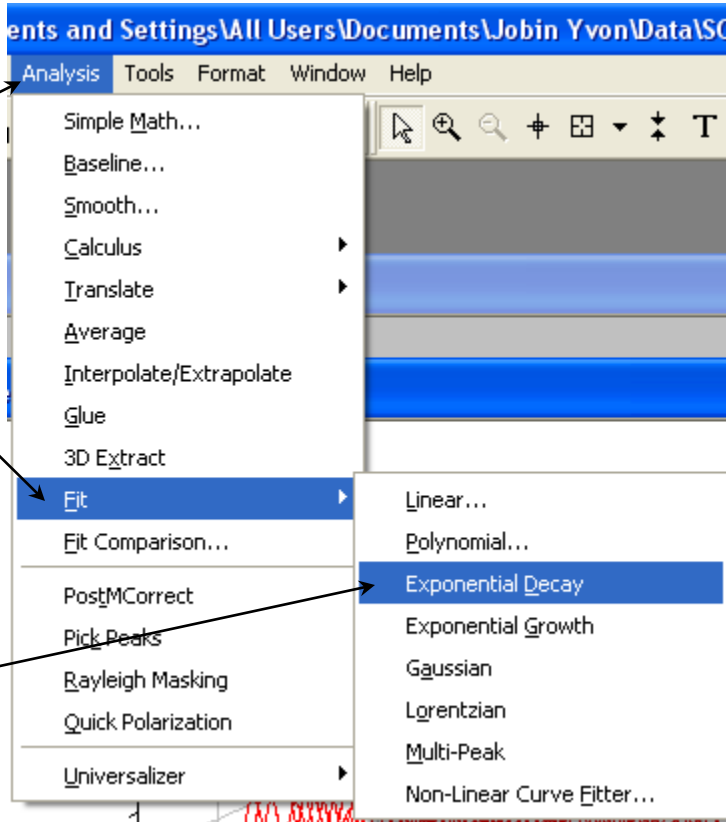 ents and Settings\All Users\Documents\Jobin Yvon\Data\SC
Analysis Tools Format Window Help
T
Simple Math...
Baseline...
Smooth...
Calculus
Translate
Average
Interpolate/Extrapolate
Glue
3D Extract
Fit
Fit Comparison...
PostMCorrect
Pick Peaks
Rayleigh Masking
Quick Polarization
Universalizer
Linear...
Polynomial...
Exponential Decay
Exponential Growth
Gaussian
Lorentzian
Multi-Peak
Non-Linear Curve Fitter...